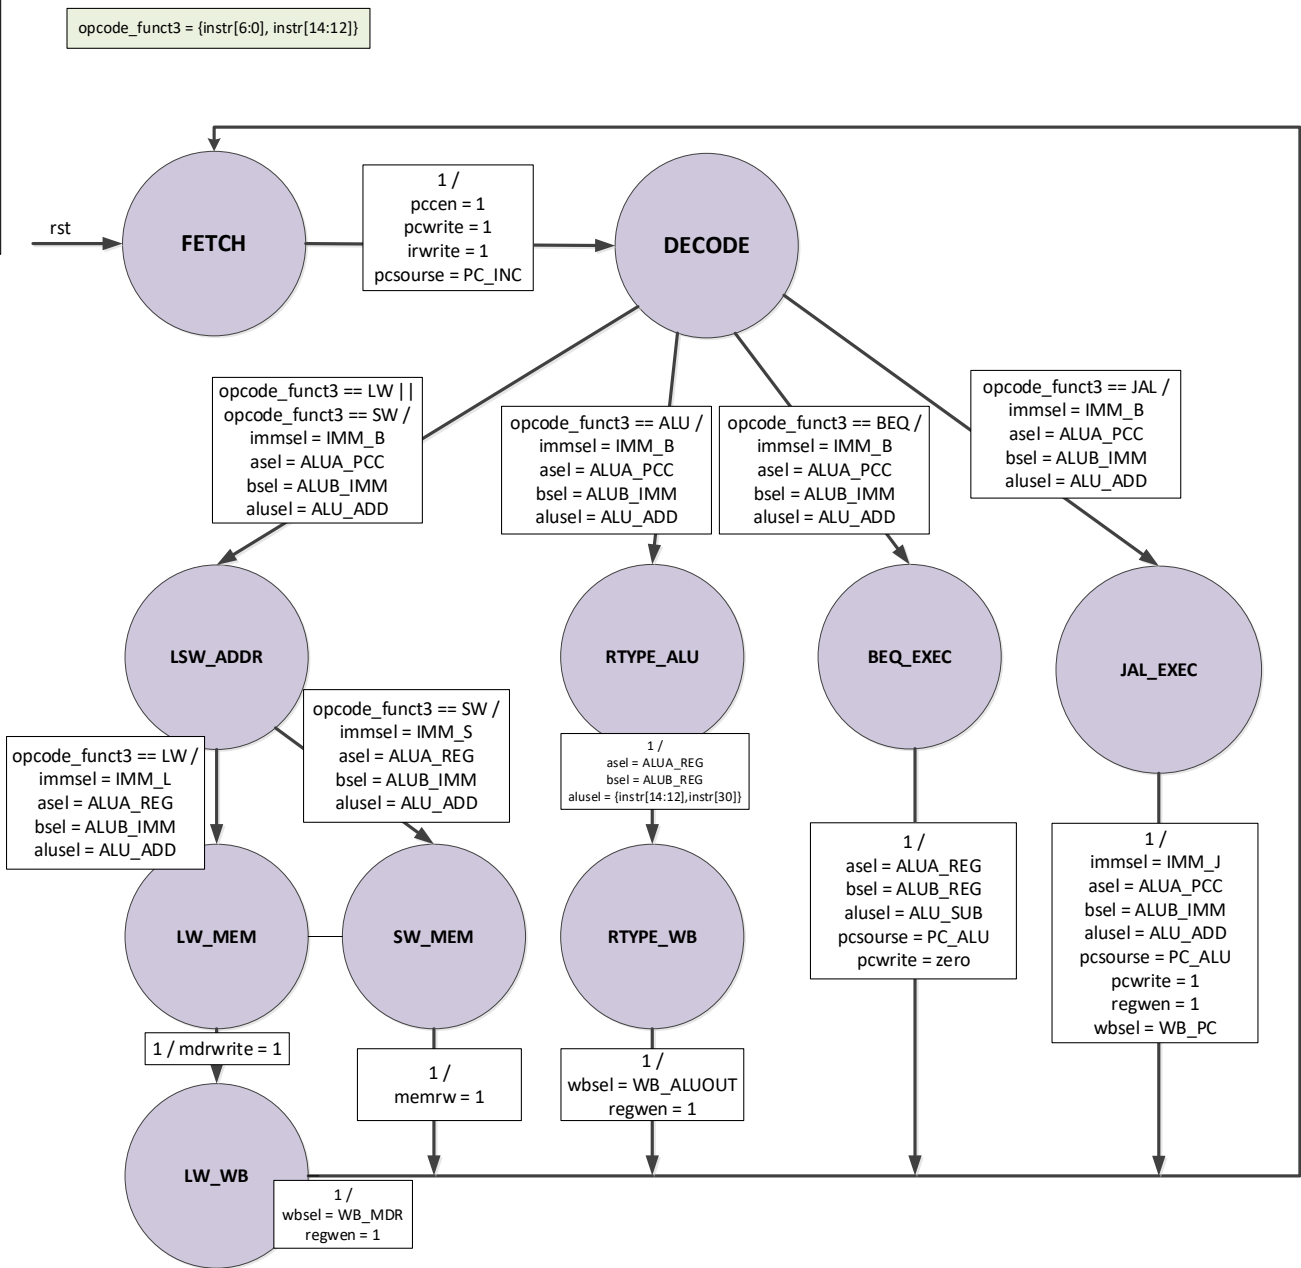 opcode_funct3 = {instr[6:0], instr[14:12]}
rst
FETCH
1 /
pccen = 1
pcwrite = 1
irwrite = 1
pcsourse = PC_INC
DECODE
opcode_funct3 == LW ||
opcode_funct3 == SW /
immsel = IMM_B
asel = ALUA_PCC
bsel = ALUB_IMM
alusel = ALU_ADD
opcode_funct3 == ALU /
immsel = IMM_B
asel = ALUA_PCC
bsel = ALUB_IMM
alusel = ALU_ADD
opcode_funct3 == BEQ /
immsel = IMM_B
asel = ALUA_PCC
bsel = ALUB_IMM
alusel = ALU_ADD
opcode_funct3 == JAL /
immsel = IMM_B
asel = ALUA_PCC
bsel = ALUB_IMM
alusel = ALU_ADD
LSW_ADDR
RTYPE_ALU
BEQ_EXEC
JAL_EXEC
opcode_funct3 == LW /
immsel = IMM_L
asel = ALUA_REG
bsel = ALUB_IMM
alusel = ALU_ADD
opcode_funct3 == SW /
immsel = IMM_S
asel = ALUA_REG
bsel = ALUB_IMM
alusel = ALU_ADD
1 /
asel = ALUA_REG
bsel = ALUB_REG
alusel = {instr[14:12],instr[30]}
1 /
asel = ALUA_REG
bsel = ALUB_REG
alusel = ALU_SUB
pcsourse = PC_ALU
pcwrite = zero
1 /
immsel = IMM_J
asel = ALUA_PCC
bsel = ALUB_IMM
alusel = ALU_ADD
pcsourse = PC_ALU
pcwrite = 1
regwen = 1
wbsel = WB_PC
LW_MEM
SW_MEM
RTYPE_WB
1 / mdrwrite = 1
1 /
memrw = 1
1 /
wbsel = WB_ALUOUT
regwen = 1
LW_WB
1 /
wbsel = WB_MDR
regwen = 1